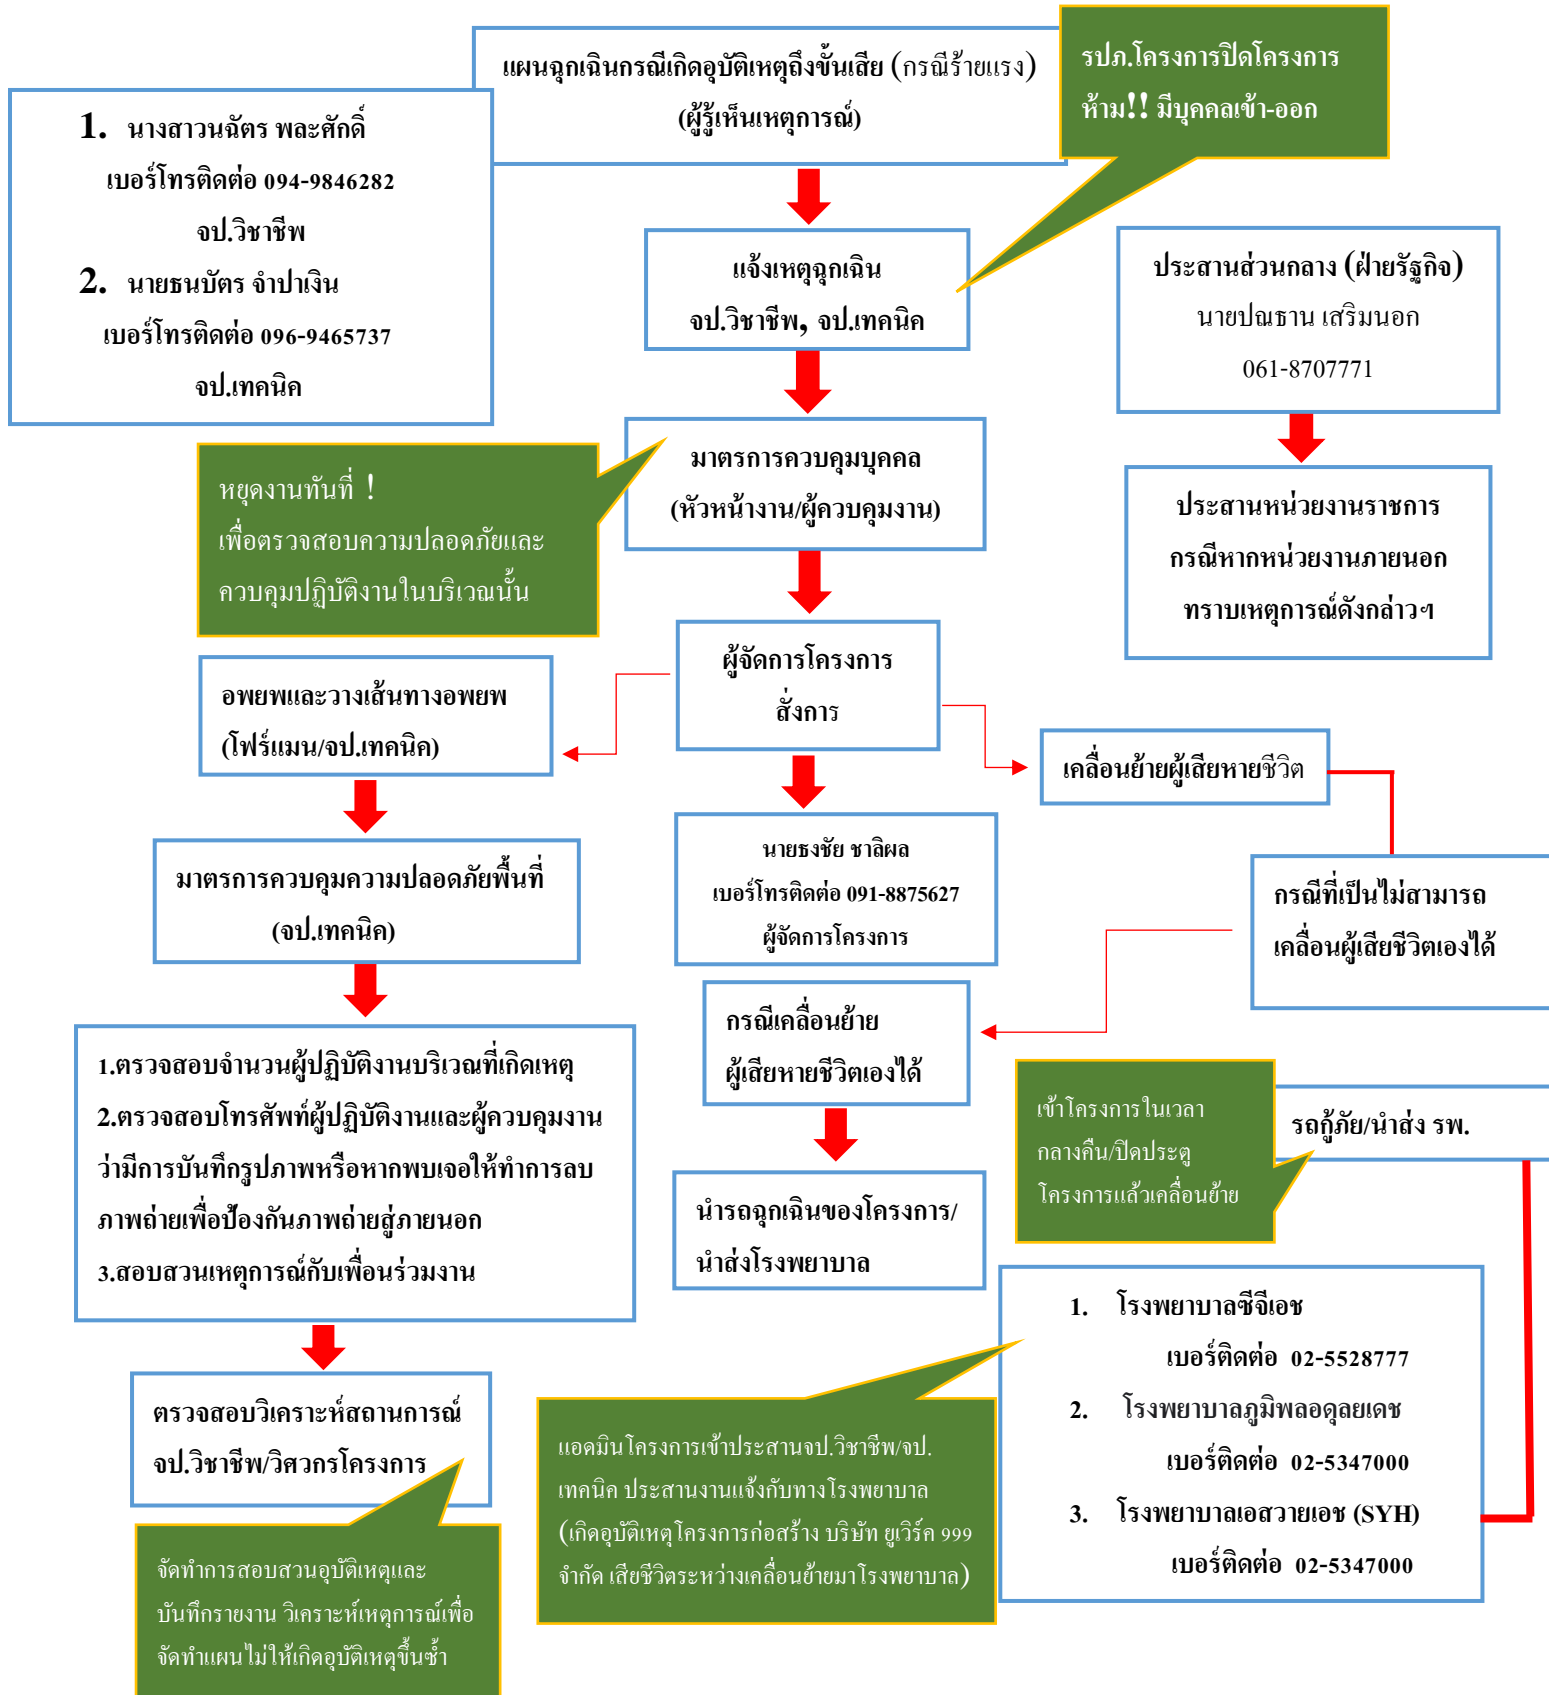 แผนฉุกเฉินกรณีเกิดอุบัติเหตุถึงขั้นเสีย (กรณีร้ายแรง)
(ผู้รู้เห็นเหตุการณ์)
รปภ.โครงการปิดโครงการ
ห้าม!! มีบุคคลเข้า-ออก
1. นางสาวนฉัตร พละศักดิ์
เบอร์โทรติดต่อ 094-9846282
จป.วิชาชีพ
2. นายธนบัตร จำปาเงิน
เบอร์โทรติดต่อ 096-9465737
จป.เทคนิค
แจ้งเหตุฉุกเฉิน
จป.วิชาชีพ, จป.เทคนิค
ประสานส่วนกลาง (ฝ่ายรัฐกิจ)
นายปณธาน เสริมนอก
061-8707771
มาตรการควบคุมบุคคล
(หัวหน้างาน/ผู้ควบคุมงาน)
หยุดงานทันที่ !
เพื่อตรวจสอบความปลอดภัยและ
ควบคุมปฏิบัติงานในบริเวณนั้น
ประสานหน่วยงานราชการ
กรณีหากหน่วยงานภายนอก
ทราบเหตุการณ์ดังกล่าวฯ
ผู้จัดการโครงการ
สั่งการ
อพยพและวางเส้นทางอพยพ
(โฟร์แมน/จป.เทคนิค)
เคลื่อนย้ายผู้เสียหายชีวิต
นายธงชัย ชาลิผล
เบอร์โทรติดต่อ 091-8875627
ผู้จัดการโครงการ
มาตรการควบคุมความปลอดภัยพื้นที่
(จป.เทคนิค)
กรณีที่เป็นไม่สามารถ
เคลื่อนผู้เสียชีวิตเองได้
กรณีเคลื่อนย้าย
ผู้เสียหายชีวิตเองได้
1.ตรวจสอบจำนวนผู้ปฏิบัติงานบริเวณที่เกิดเหตุ
2.ตรวจสอบโทรศัพท์ผู้ปฏิบัติงานและผู้ควบคุมงาน
ว่ามีการบันทึกรูปภาพหรือหากพบเจอให้ทำการลบ
ภาพถ่ายเพื่อป้องกันภาพถ่ายสู่ภายนอก
3.สอบสวนเหตุการณ์กับเพื่อนร่วมงาน
เข้าโครงการในเวลา
กลางคืน/ปิดประตู
โครงการแล้วเคลื่อนย้าย
รถกู้ภัย/นำส่ง รพ.
นำรถฉุกเฉินของโครงการ/
นำส่งโรงพยาบาล
1. โรงพยาบาลซีจีเอช
เบอร์ติดต่อ 02-5528777
2. โรงพยาบาลภูมิพลอดุลยเดช
เบอร์ติดต่อ 02-5347000
3. โรงพยาบาลเอสวายเอช (SYH)
เบอร์ติดต่อ 02-5347000
ตรวจสอบวิเคราะห์สถานการณ์
จป.วิชาชีพ/วิศวกรโครงการ
แอดมินโครงการเข้าประสานจป.วิชาชีพ/จป.
เทคนิค ประสานงานแจ้งกับทางโรงพยาบาล
(เกิดอุบัติเหตุโครงการก่อสร้าง บริษัท ยูเวิร์ค 999
จำกัด เสียชีวิตระหว่างเคลื่อนย้ายมาโรงพยาบาล)
จัดทำการสอบสวนอุบัติเหตุและ
บันทึกรายงาน วิเคราะห์เหตุการณ์เพื่อ
จัดทำแผนไม่ให้เกิดอุบัติเหตุขึ้นซ้ำ